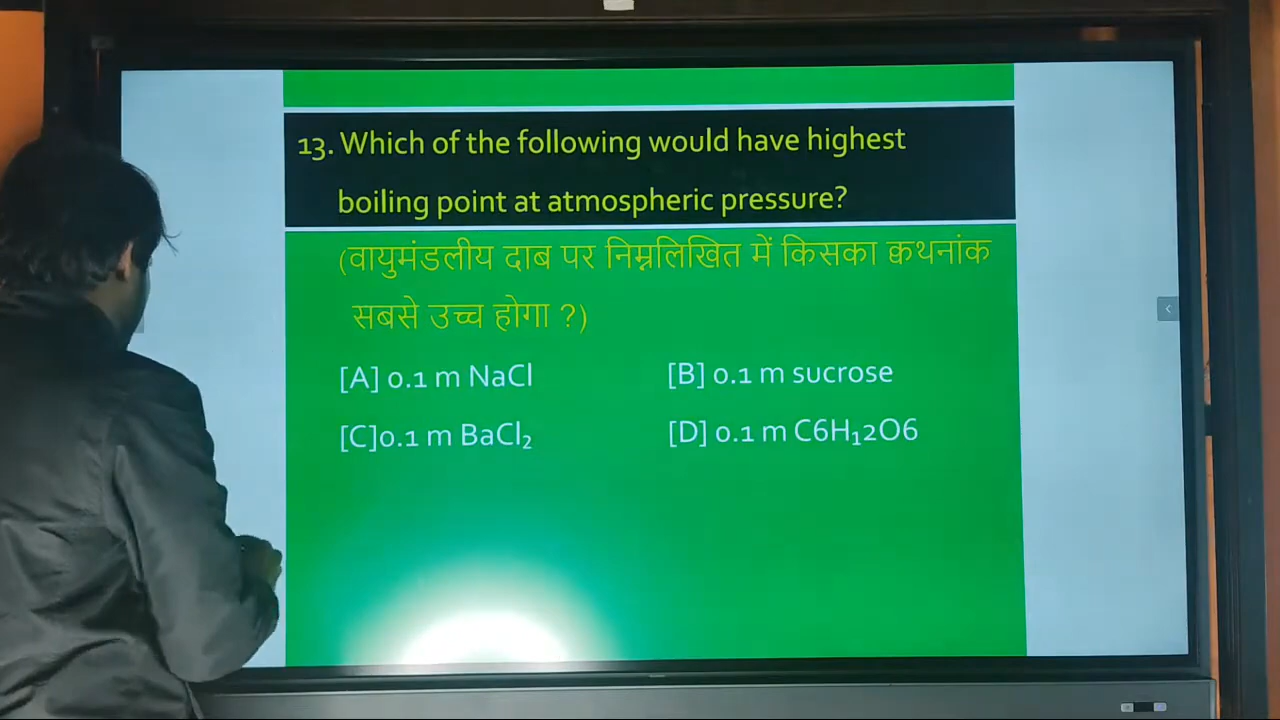 13. Which of the following would have highest
boiling point at atmospheric pressure?
(वायुमंडलीय दाब पर निम्नलिखित में किसका क्वथनांक
सबसे उच्च होगा ?)
[A] 0.1 m NaCl [B] 0.1 m sucrose
[C]0.1 m BaCl₂ [D] 0.1 m C6H₁2O6